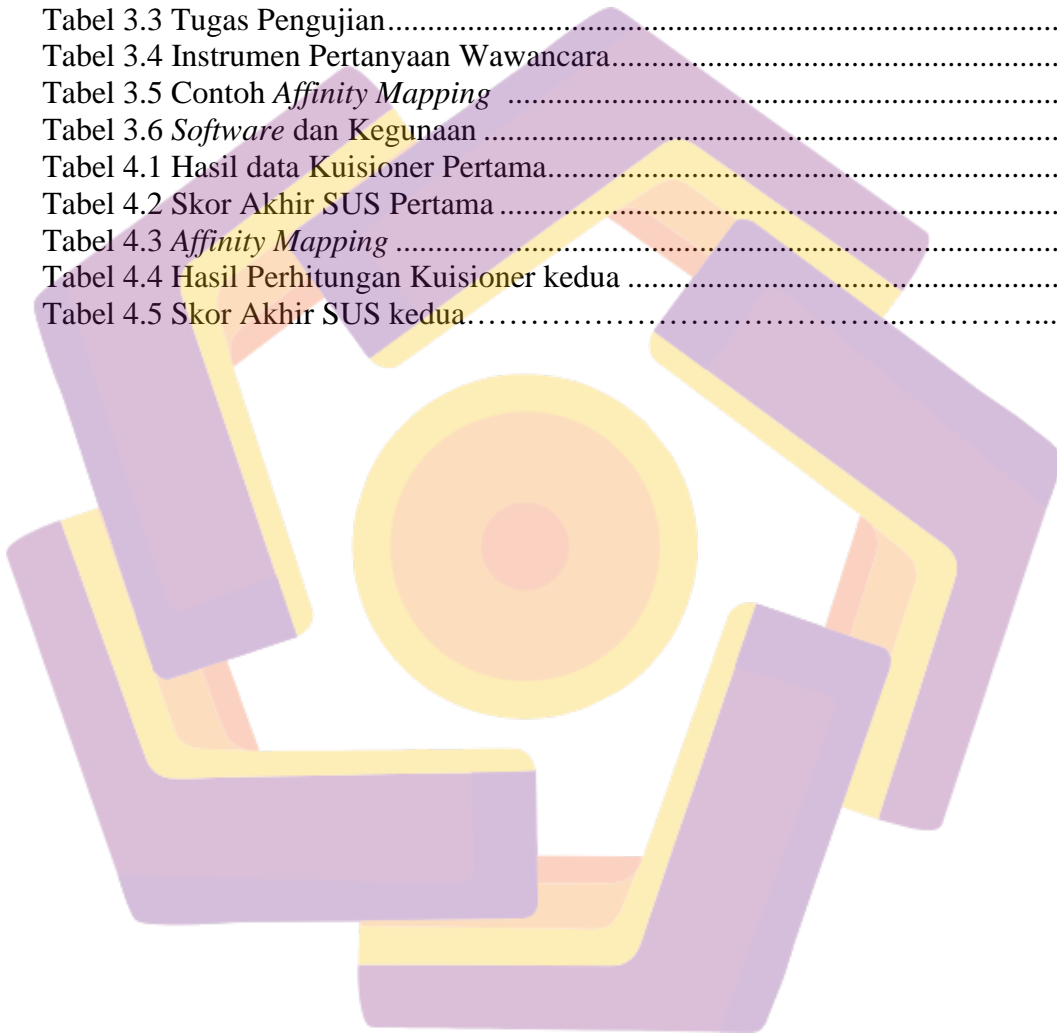 Tabel 3.3 Tugas Pengujian..............................................................................................
Tabel 3.4 Instrumen Pertanyaan Wawancara.............................................................
Tabel 3.5 Contoh Affinity Mapping ............................................................................
Tabel 3.6 Software dan Kegunaan ...............................................................................
Tabel 4.1 Hasil data Kuisioner Pertama......................................................................
Tabel 4.2 Skor Akhir SUS Pertama .............................................................................
Tabel 4.3 Affinity Mapping ...........................................................................................
Tabel 4.4 Hasil Perhitungan Kuisioner kedua ...........................................................
Tabel 4.5 Skor Akhir SUS kedua…………………………………………...…………...